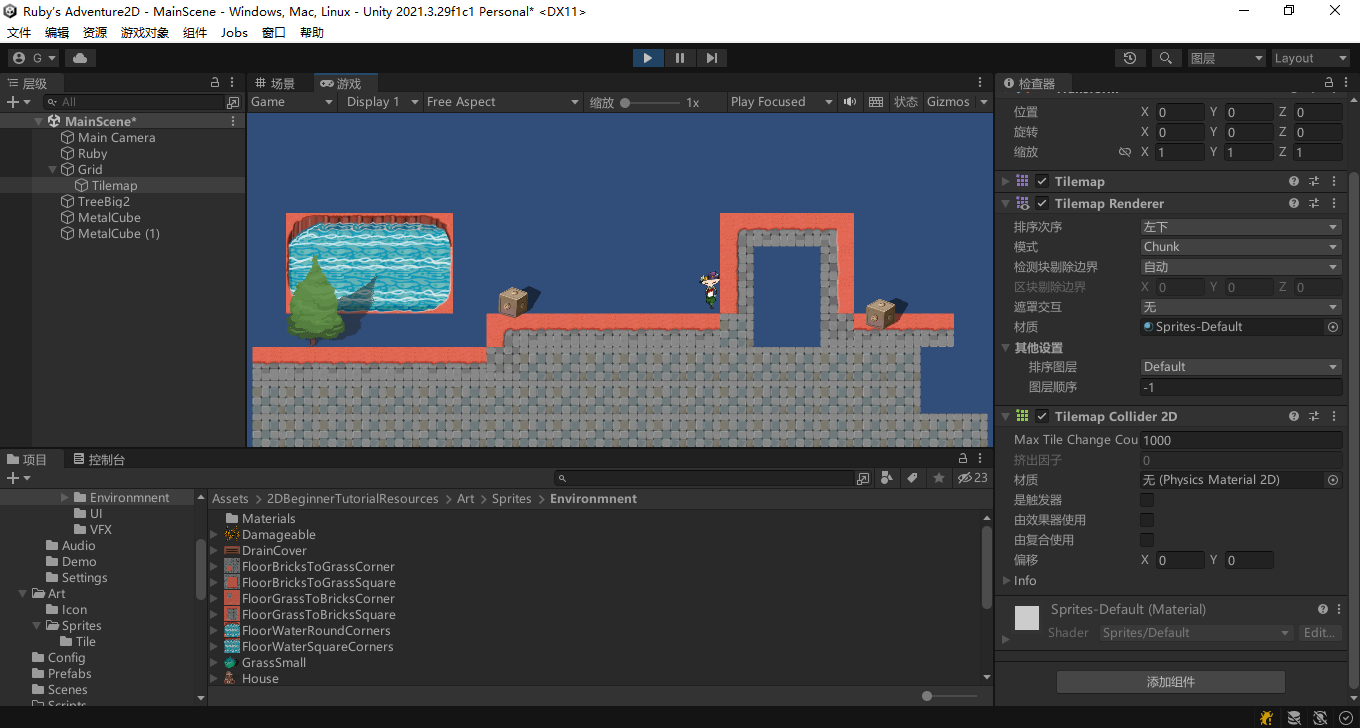 Ruby's Adventure2D - MainScene - Windows, Mac, Linux - Unity 2021.3.29f1c1 Personal* <DX11>
文件 编辑 资源 游戏对象 组件 Jobs 窗口 帮助
G 图层 Layout
层级
All
MainScene*
Main Camera
Ruby
Grid
Tilemap
TreeBig2
MetalCube
MetalCube (1)
场景 游戏
Game Display 1 Free Aspect 缩放 1x Play Focused 状态 Gizmos
检查器
位置 X 0 Y 0 Z 0
旋转 X 0 Y 0 Z 0
缩放 X 1 Y 1 Z 1
Tilemap
Tilemap Renderer
排序次序 左下
模式 Chunk
检测块剔除边界 自动
区块剔除边界 X 0 Y 0 Z 0
遮罩交互 无
材质 Sprites-Default
其他设置
排序图层 Default
图层顺序 -1
Tilemap Collider 2D
Max Tile Change Cou 1000
挤出因子 0
材质 无 (Physics Material 2D)
是触发器
由效果器使用
由复合使用
偏移 X 0 Y 0
Info
Sprites-Default (Material)
Shader Sprites/Default Edit...
添加组件
项目 控制台
23
Environmnent
UI
VFX
Audio
Demo
Settings
Art
Icon
Sprites
Tile
Config
Prefabs
Scenes
Scripts
Assets > 2DBeginnerTutorialResources > Art > Sprites > Environmnent
Materials
Damageable
DrainCover
FloorBricksToGrassCorner
FloorBricksToGrassSquare
FloorGrassToBricksCorner
FloorGrassToBricksSquare
FloorWaterRoundCorners
FloorWaterSquareCorners
GrassSmall
House